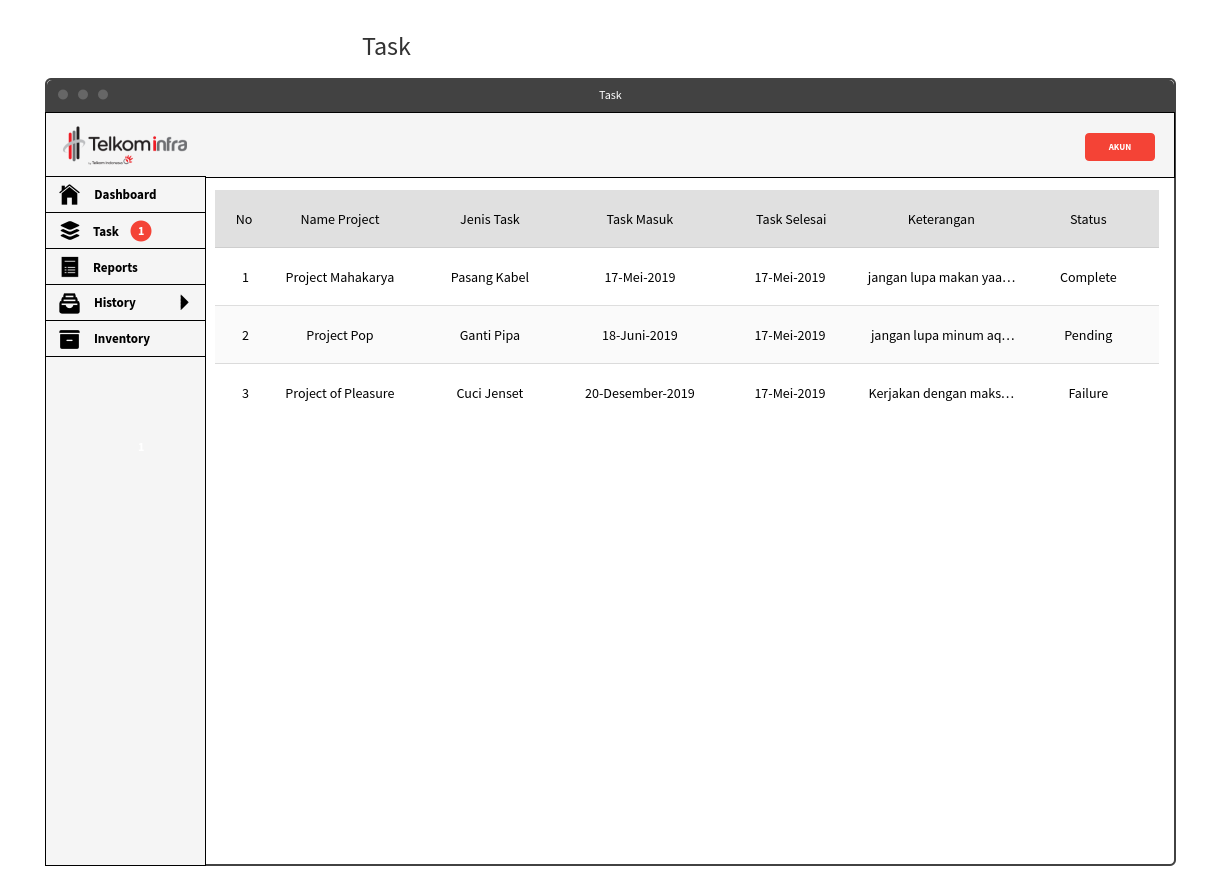 Task
Task
Telkominfra
by Telkom Indonesia
AKUN
Dashboard
Task 1
Reports
History
Inventory
1
No Name Project Jenis Task Task Masuk Task Selesai Keterangan Status
1 Project Mahakarya Pasang Kabel 17-Mei-2019 17-Mei-2019 jangan lupa makan yaa... Complete
2 Project Pop Ganti Pipa 18-Juni-2019 17-Mei-2019 jangan lupa minum aq... Pending
3 Project of Pleasure Cuci Jenset 20-Desember-2019 17-Mei-2019 Kerjakan dengan maks... Failure